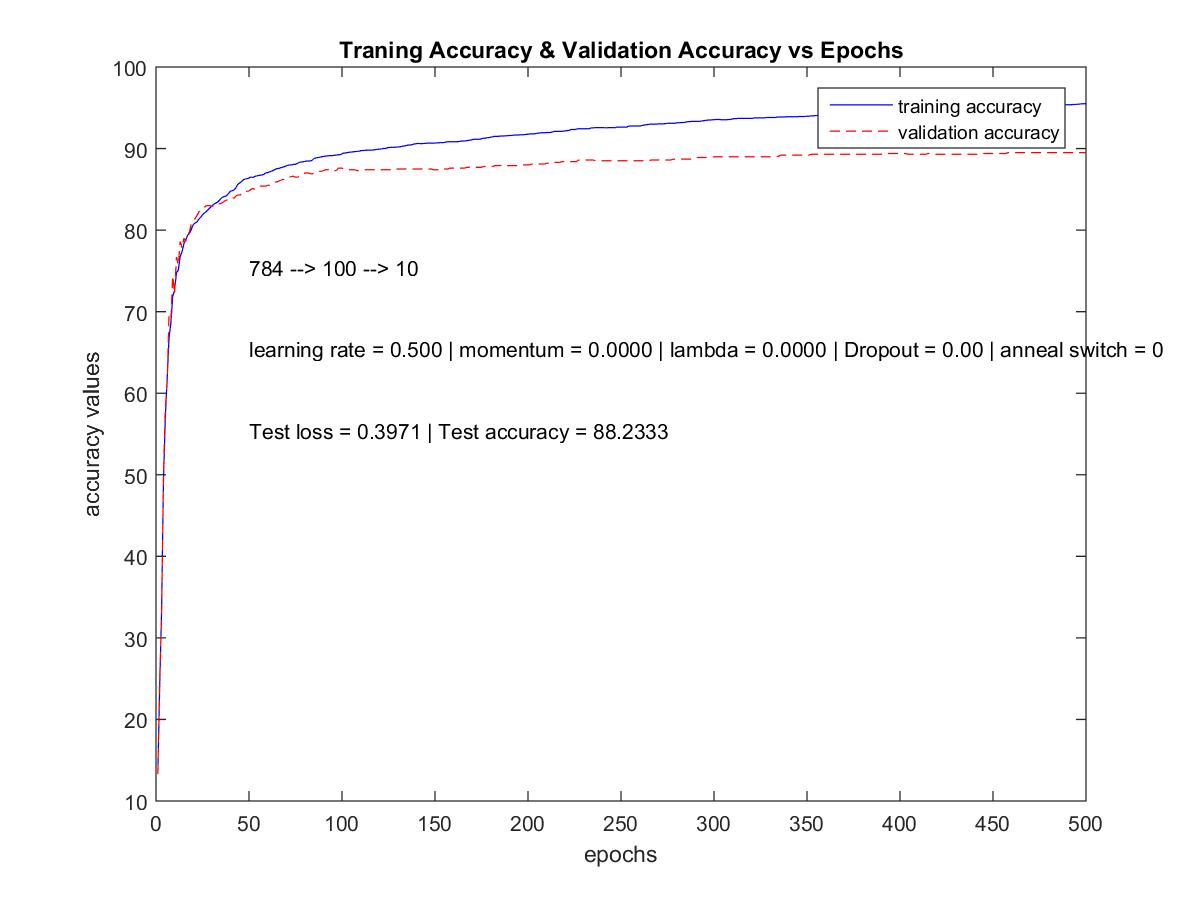 Traning Accuracy & Validation Accuracy vs Epochs
100
90
80
70
60
50
40
30
20
10
accuracy values
training accuracy
validation accuracy
784 --> 100 --> 10
learning rate = 0.500 | momentum = 0.0000 | lambda = 0.0000 | Dropout = 0.00 | anneal switch = 0
Test loss = 0.3971 | Test accuracy = 88.2333
0 50 100 150 200 250 300 350 400 450 500
epochs